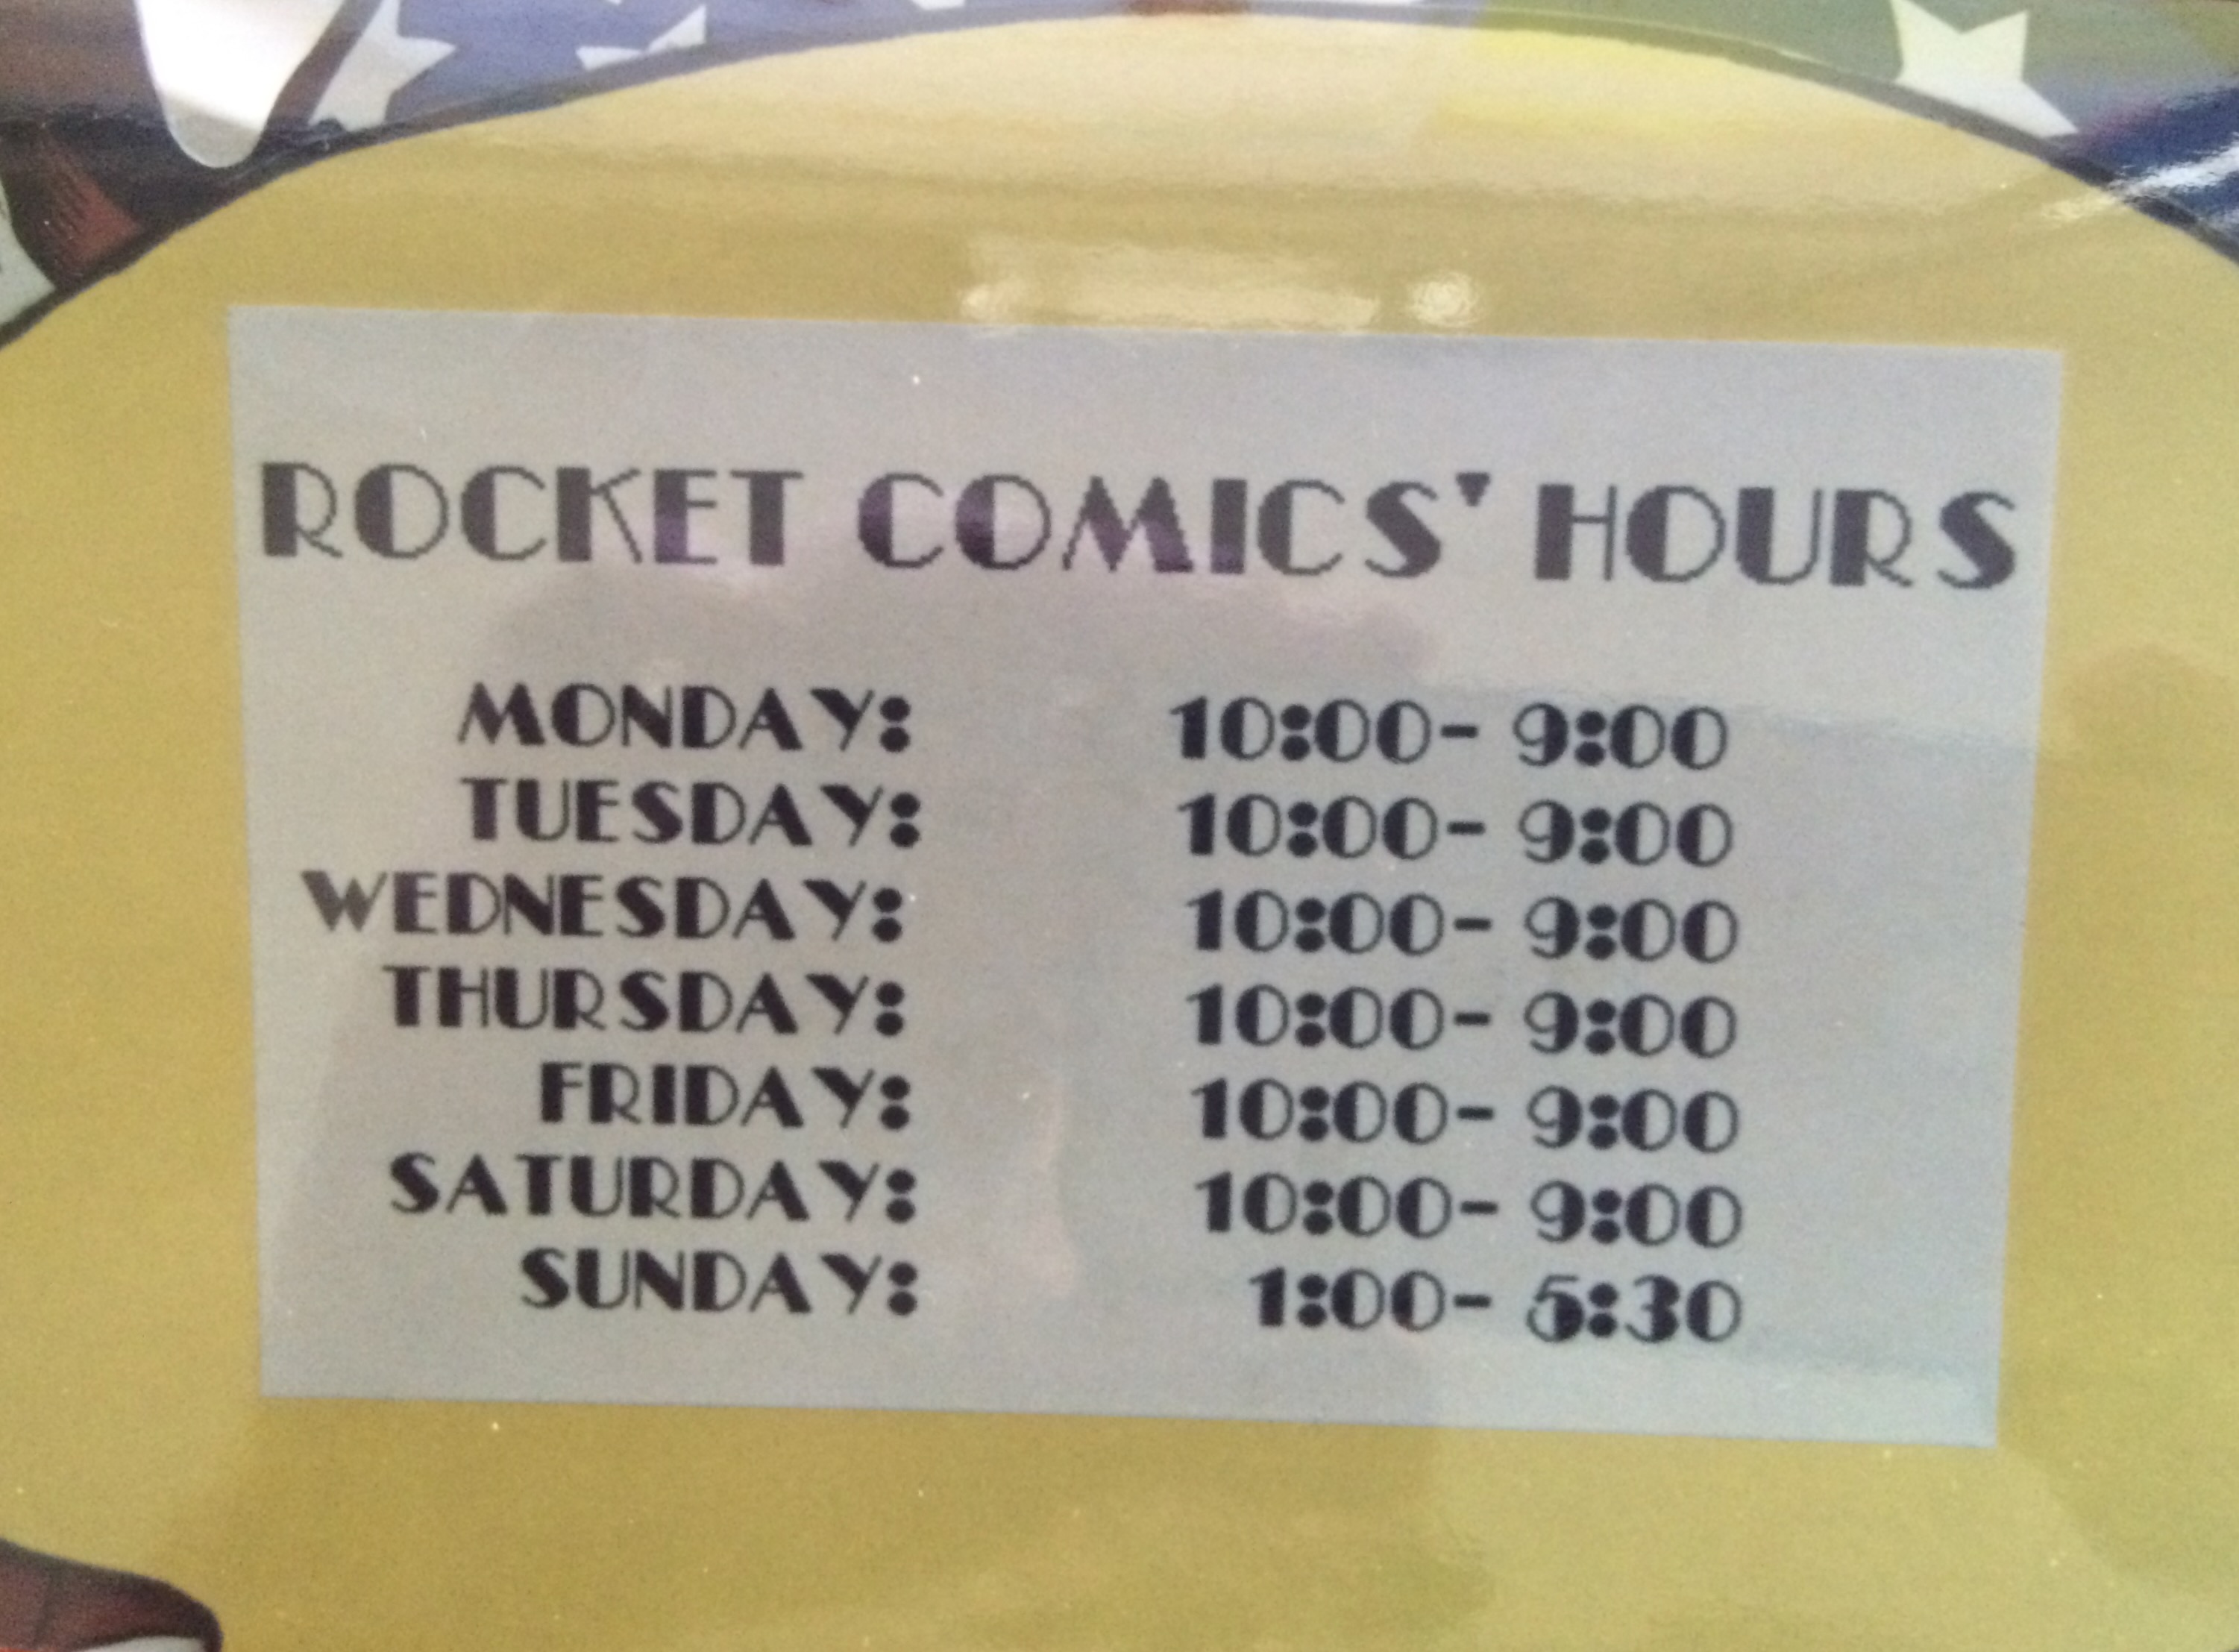 ROCKET COMICS' HOURS
MONDAY: 10:00- 9:00
TUESDAY: 10:00- 9:00
WEDNESDAY: 10:00- 9:00
THURSDAY: 10:00- 9:00
FRIDAY: 10:00- 9:00
SATURDAY: 10:00- 9:00
SUNDAY: 1:00- 5:30